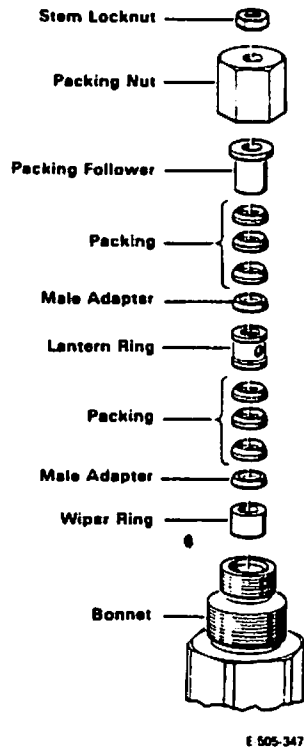 Stem Locknut
Packing Nut
Packing Follower
Packing
Male Adapter
Lantern Ring
Packing
Male Adapter
Wiper Ring
Bonnet
E 505-347